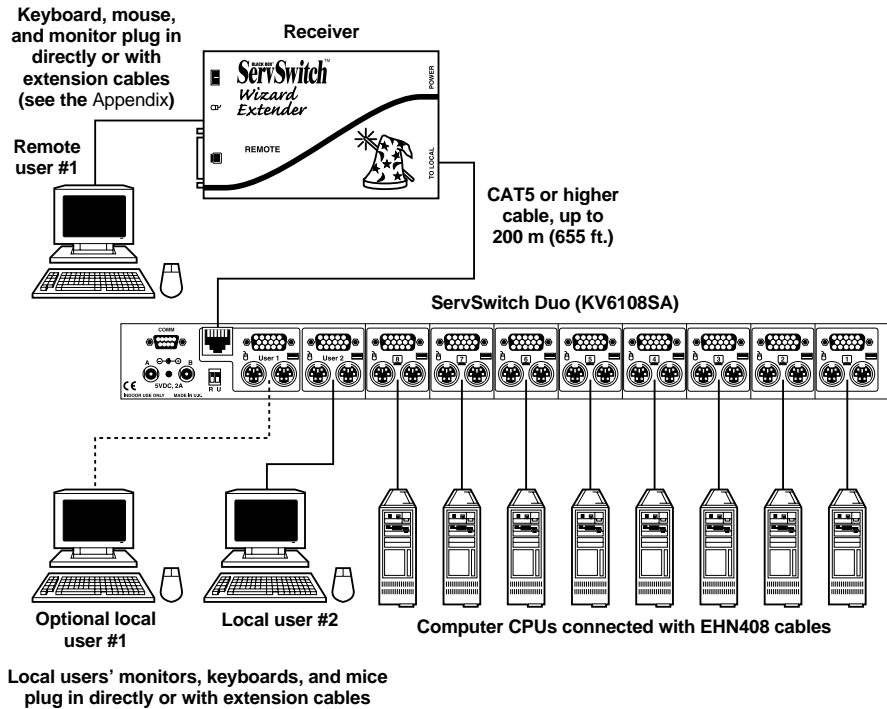 Keyboard, mouse,
and monitor plug in
directly or with
extension cables
(see the Appendix)
Receiver
BLACK BOX
ServSwitch™
Wizard
Extender
REMOTE
POWER
TO LOCAL
Remote
user #1
CAT5 or higher
cable, up to
200 m (655 ft.)
ServSwitch Duo (KV6108SA)
COMM
A
B
5VDC, 2A
R U
INDOOR USE ONLY
MADE IN U.K.
CE
User 1
User 2
8
7
6
5
4
3
2
1
Optional local
user #1
Local user #2
Computer CPUs connected with EHN408 cables
Local users’ monitors, keyboards, and mice
plug in directly or with extension cables